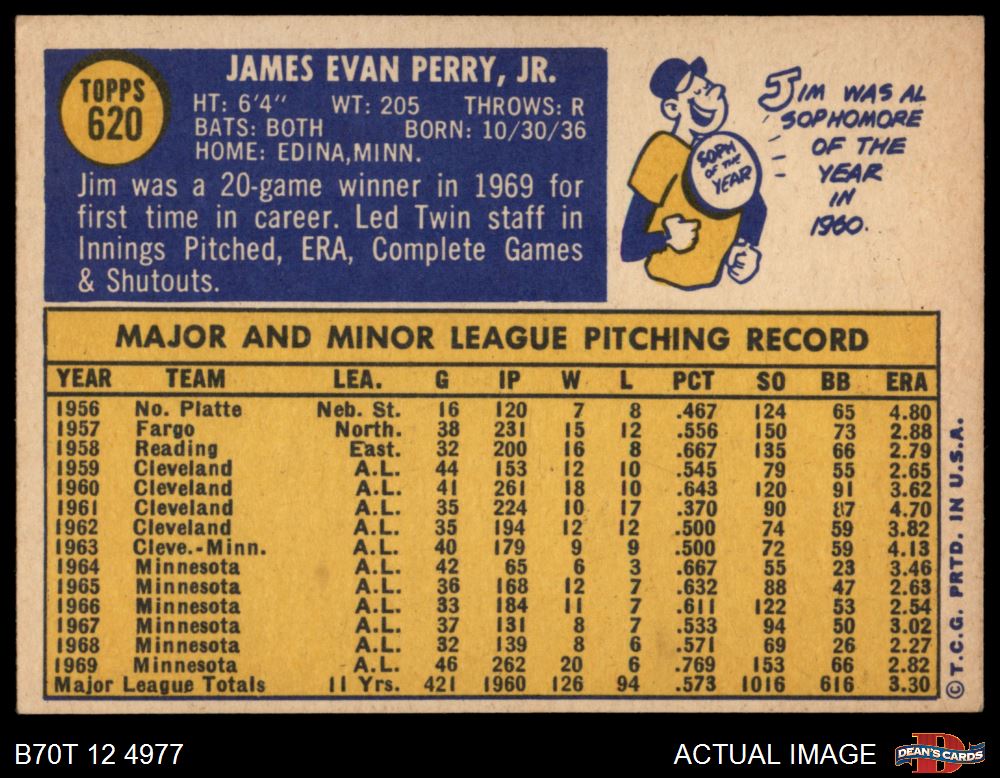 TOPPS
620
JAMES EVAN PERRY, JR.
HT: 6'4" WT: 205 THROWS: R
BATS: BOTH BORN: 10/30/36
HOME: EDINA, MINN.
Jim was a 20-game winner in 1969 for
first time in career. Led Twin staff in
Innings Pitched, ERA, Complete Games
& Shutouts.
SOPH
OF THE
YEAR
JIM WAS AL
SOPHOMORE
OF THE
YEAR
IN
1960.
MAJOR AND MINOR LEAGUE PITCHING RECORD
YEAR TEAM LEA. G IP W L PCT SO BB ERA
1956 No. Platte Neb. St. 16 120 7 8 .467 124 65 4.80
1957 Fargo North. 38 231 15 12 .556 150 73 2.88
1958 Reading East. 32 200 16 8 .667 135 66 2.79
1959 Cleveland A.L. 44 153 12 10 .545 79 55 2.65
1960 Cleveland A.L. 41 261 18 10 .643 120 91 3.62
1961 Cleveland A.L. 35 224 10 17 .370 90 87 4.70
1962 Cleveland A.L. 35 194 12 12 .500 74 59 3.82
1963 Cleve.-Minn. A.L. 40 179 9 9 .500 72 59 4.13
1964 Minnesota A.L. 42 65 6 3 .667 55 23 3.46
1965 Minnesota A.L. 36 168 12 7 .632 88 47 2.63
1966 Minnesota A.L. 33 184 11 7 .611 122 53 2.54
1967 Minnesota A.L. 37 131 8 7 .533 94 50 3.02
1968 Minnesota A.L. 32 139 8 6 .571 69 26 2.27
1969 Minnesota A.L. 46 262 20 6 .769 153 66 2.82
Major League Totals 11 Yrs. 421 1960 126 94 .573 1016 616 3.30
© T.C.G. PRTD. IN U.S.A.
B70T 12 4977
ACTUAL IMAGE
D
DEAN'S CARDS